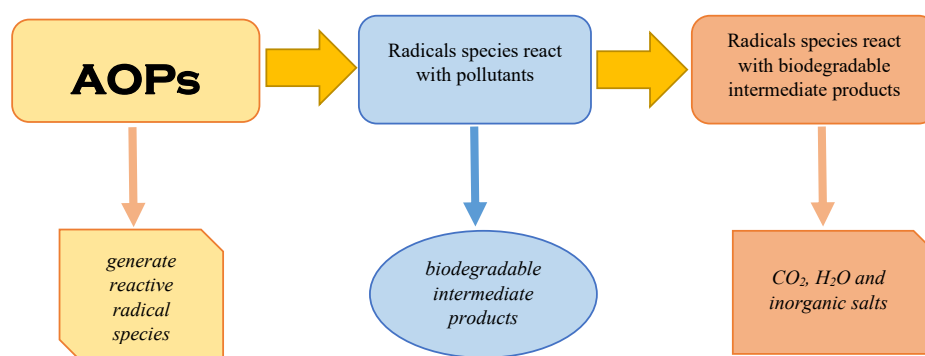 AOPs
Radicals species react
with pollutants
Radicals species react
with biodegradable
intermediate products
generate
reactive
radical
species
biodegradable
intermediate
products
CO₂, H₂O and
inorganic salts